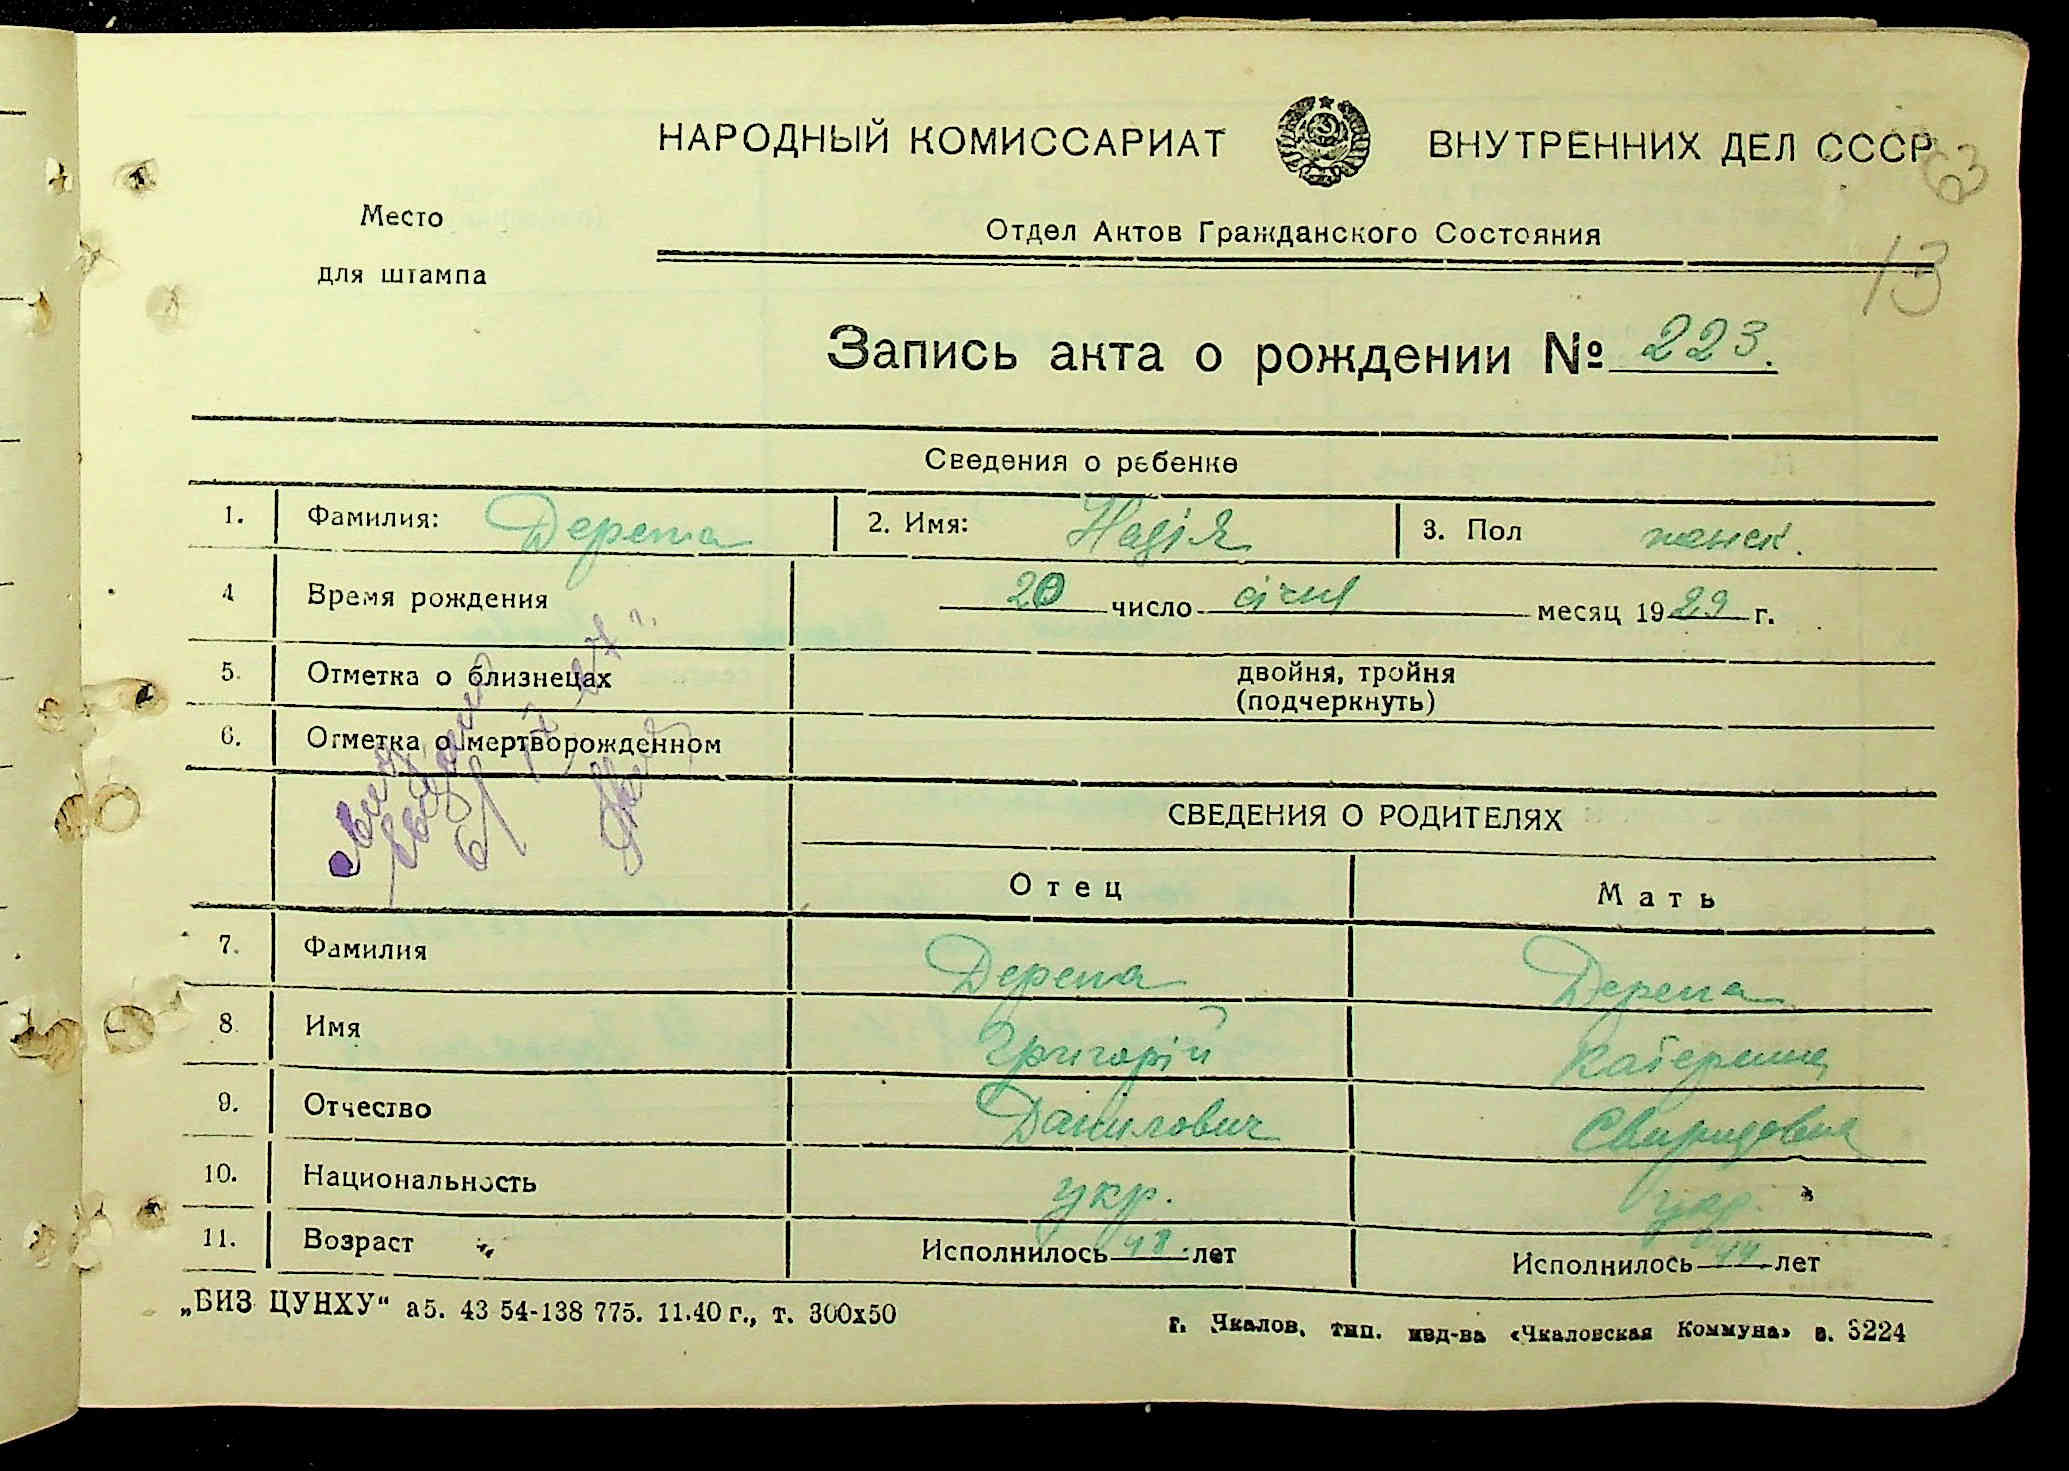 НАРОДНЫЙ КОМИССАРИАТ ВНУТРЕННИХ ДЕЛ СССР
63
Место
для штампа
Отдел Актов Гражданского Состояния
13
Запись акта о рождении № 223.
Сведения о ребенке
1. Фамилия: Дерепа 2. Имя: Надія 3. Пол женск.
4 Время рождения 20 число січня месяц 1929 г.
5. Отметка о близнецах двойня, тройня
(подчеркнуть)
6. Отметка о мертворожденном
СВЕДЕНИЯ О РОДИТЕЛЯХ
Отец Мать
7. Фамилия Дерепа Дерепа
8. Имя Григорій Катерина
9. Отчество Данилович Свиридовна
10. Национальность укр. укр.
11. Возраст Исполнилось 48 лет Исполнилось 44 лет
„БИЗ ЦУНХУ“ а5. 43 54-138 775. 11.40 г., т. 300х50
г. Чкалов, тип. изд-ва «Чкаловская Коммуна» з. 3224